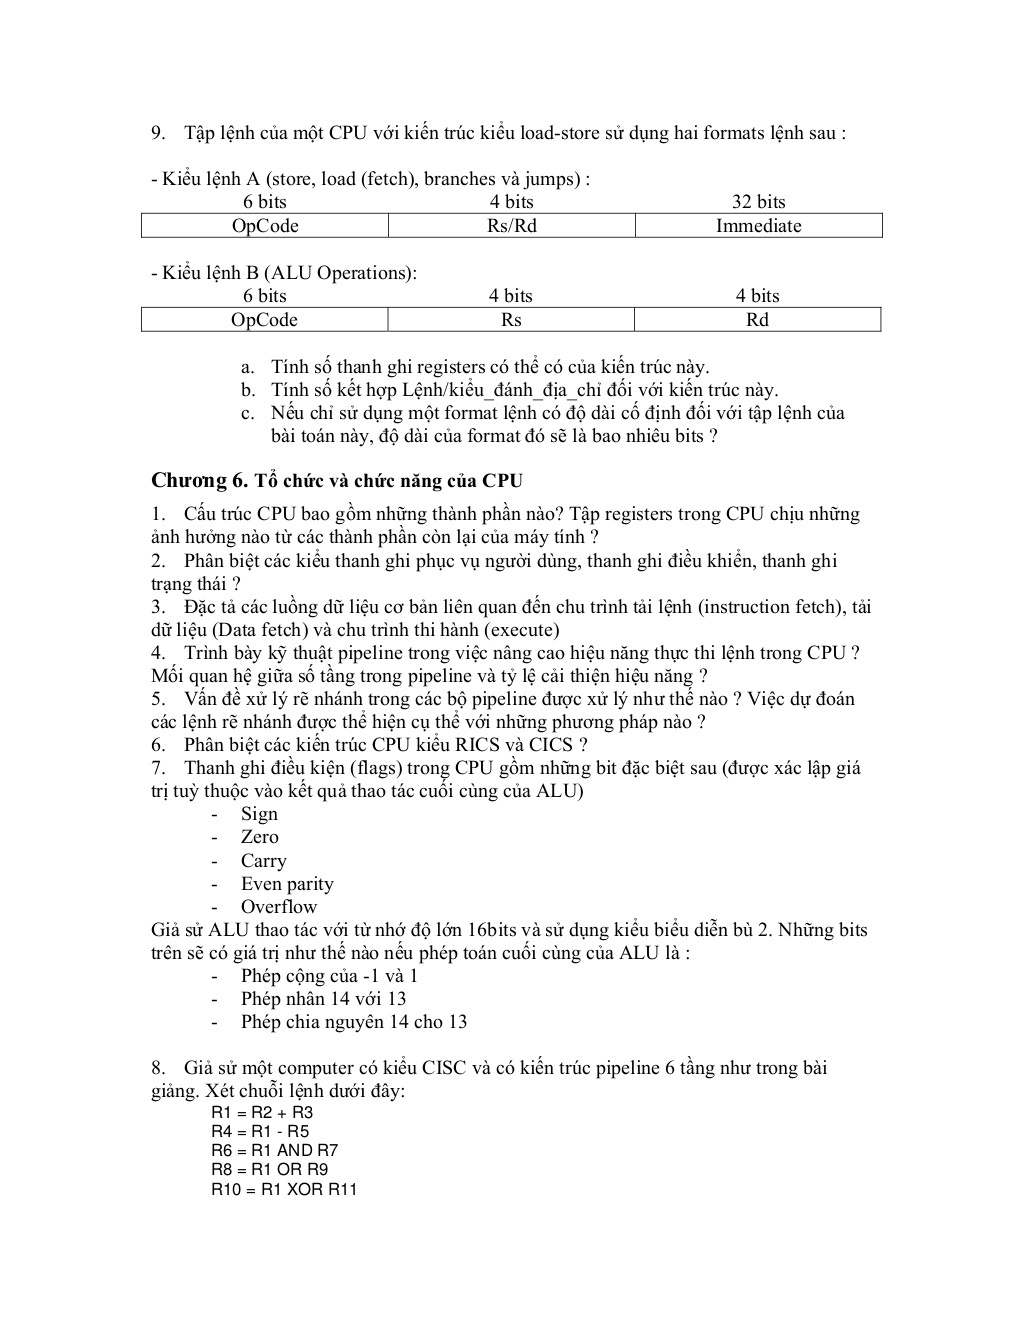 9. Tập lệnh của một CPU với kiến trúc kiểu load-store sử dụng hai formats lệnh sau :
- Kiểu lệnh A (store, load (fetch), branches và jumps) :
6 bits 4 bits 32 bits
OpCode Rs/Rd Immediate
- Kiểu lệnh B (ALU Operations):
6 bits 4 bits 4 bits
OpCode Rs Rd
a. Tính số thanh ghi registers có thể có của kiến trúc này.
b. Tính số kết hợp Lệnh/kiểu_đánh_địa_chỉ đối với kiến trúc này.
c. Nếu chỉ sử dụng một format lệnh có độ dài cố định đối với tập lệnh của
bài toán này, độ dài của format đó sẽ là bao nhiêu bits ?
Chương 6. Tổ chức và chức năng của CPU
1. Cấu trúc CPU bao gồm những thành phần nào? Tập registers trong CPU chịu những
ảnh hưởng nào từ các thành phần còn lại của máy tính ?
2. Phân biệt các kiểu thanh ghi phục vụ người dùng, thanh ghi điều khiển, thanh ghi
trạng thái ?
3. Đặc tả các luồng dữ liệu cơ bản liên quan đến chu trình tải lệnh (instruction fetch), tải
dữ liệu (Data fetch) và chu trình thi hành (execute)
4. Trình bày kỹ thuật pipeline trong việc nâng cao hiệu năng thực thi lệnh trong CPU ?
Mối quan hệ giữa số tầng trong pipeline và tỷ lệ cải thiện hiệu năng ?
5. Vấn đề xử lý rẽ nhánh trong các bộ pipeline được xử lý như thế nào ? Việc dự đoán
các lệnh rẽ nhánh được thể hiện cụ thể với những phương pháp nào ?
6. Phân biệt các kiến trúc CPU kiểu RICS và CICS ?
7. Thanh ghi điều kiện (flags) trong CPU gồm những bit đặc biệt sau (được xác lập giá
trị tuỳ thuộc vào kết quả thao tác cuối cùng của ALU)
- Sign
- Zero
- Carry
- Even parity
- Overflow
Giả sử ALU thao tác với từ nhớ độ lớn 16bits và sử dụng kiểu biểu diễn bù 2. Những bits
trên sẽ có giá trị như thế nào nếu phép toán cuối cùng của ALU là :
- Phép cộng của -1 và 1
- Phép nhân 14 với 13
- Phép chia nguyên 14 cho 13
8. Giả sử một computer có kiểu CISC và có kiến trúc pipeline 6 tầng như trong bài
giảng. Xét chuỗi lệnh dưới đây:
R1 = R2 + R3
R4 = R1 - R5
R6 = R1 AND R7
R8 = R1 OR R9
R10 = R1 XOR R11